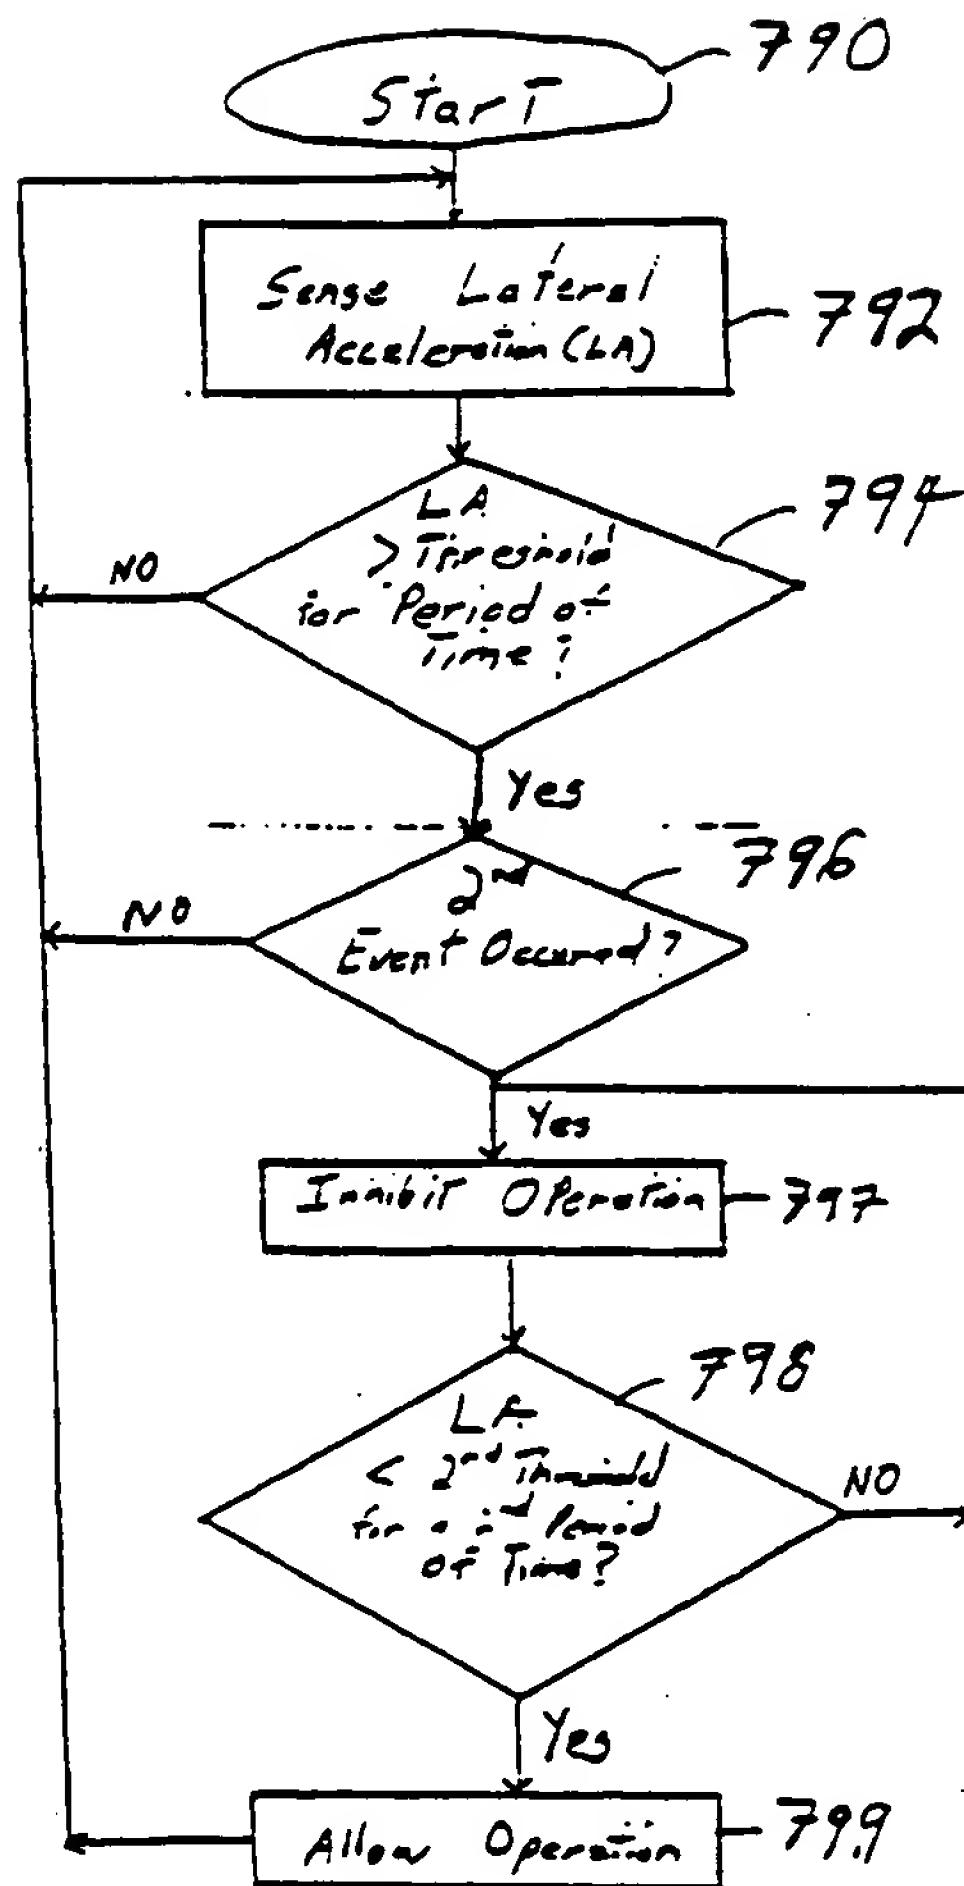 790
Start
Sense Lateral
Acceleration (LA)
792
LA
> Threshold
for Period of
Time?
794
NO
Yes
2nd
Event Occured?
796
NO
Yes
Inhibit Operation
797
LA
< 2nd Threshold
for a 2nd Period
of Time?
798
NO
Yes
Allow Operation
799